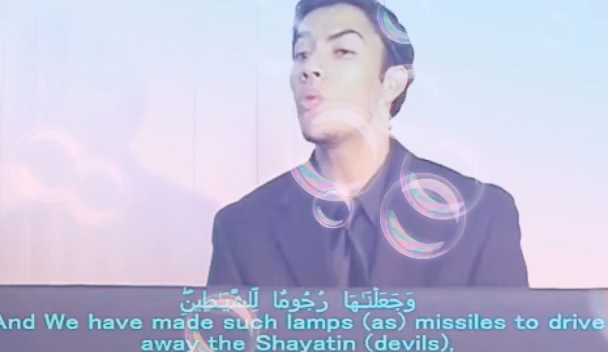 وَجَعَلْنَٰهَا رُجُومًا لِّلشَّيَٰطِينِۖ
And We have made such lamps (as) missiles to drive
away the Shayatin (devils).